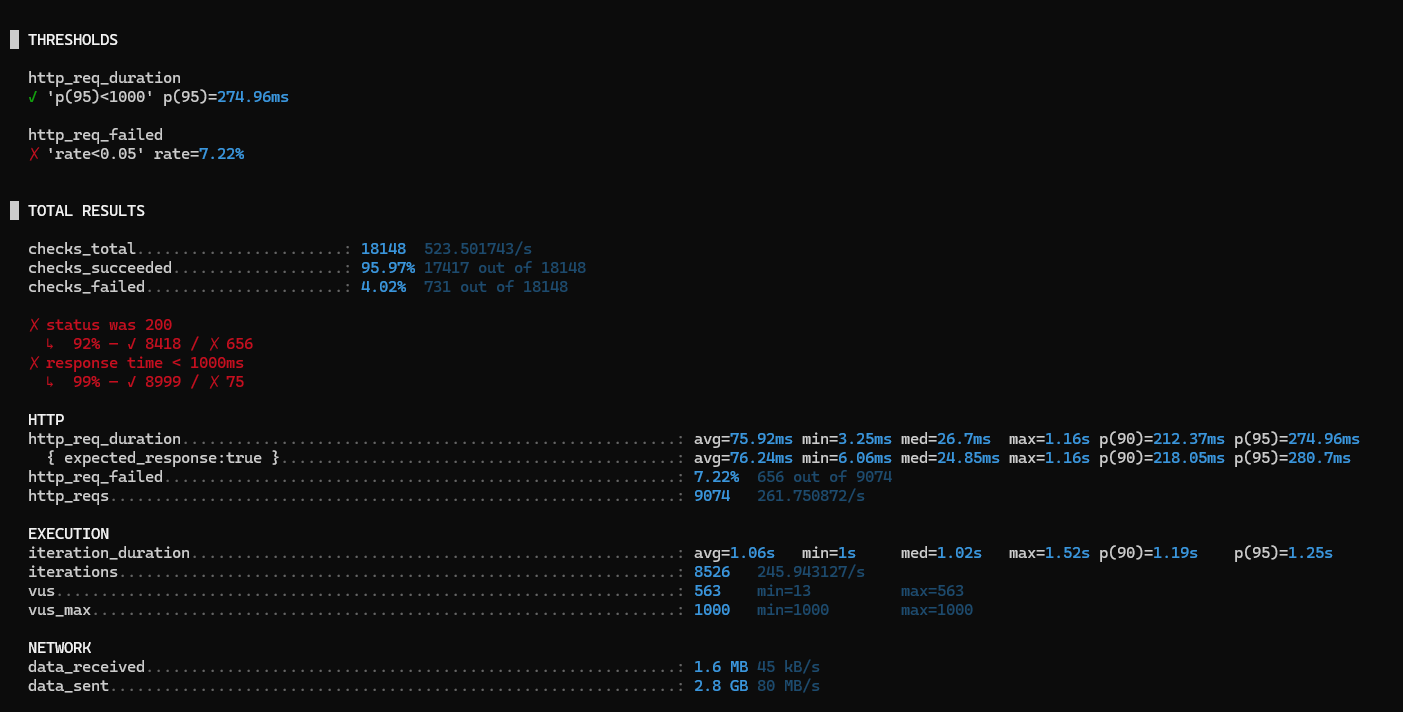 █ THRESHOLDS
http_req_duration
✓ 'p(95)<1000' p(95)=274.96ms
http_req_failed
✗ 'rate<0.05' rate=7.22%
█ TOTAL RESULTS
checks_total.......................: 18148 523.501743/s
checks_succeeded...................: 95.97% 17417 out of 18148
checks_failed......................: 4.02% 731 out of 18148
✗ status was 200
↳ 92% — ✓ 8418 / ✗ 656
✗ response time < 1000ms
↳ 99% — ✓ 8999 / ✗ 75
HTTP
http_req_duration.......................................................: avg=75.92ms min=3.25ms med=26.7ms max=1.16s p(90)=212.37ms p(95)=274.96ms
{ expected_response:true }............................................: avg=76.24ms min=6.06ms med=24.85ms max=1.16s p(90)=218.05ms p(95)=280.7ms
http_req_failed.........................................................: 7.22% 656 out of 9074
http_reqs...............................................................: 9074 261.750872/s
EXECUTION
iteration_duration......................................................: avg=1.06s min=1s med=1.02s max=1.52s p(90)=1.19s p(95)=1.25s
iterations..............................................................: 8526 245.943127/s
vus.....................................................................: 563 min=13 max=563
vus_max.................................................................: 1000 min=1000 max=1000
NETWORK
data_received...........................................................: 1.6 MB 45 kB/s
data_sent...............................................................: 2.8 GB 80 MB/s